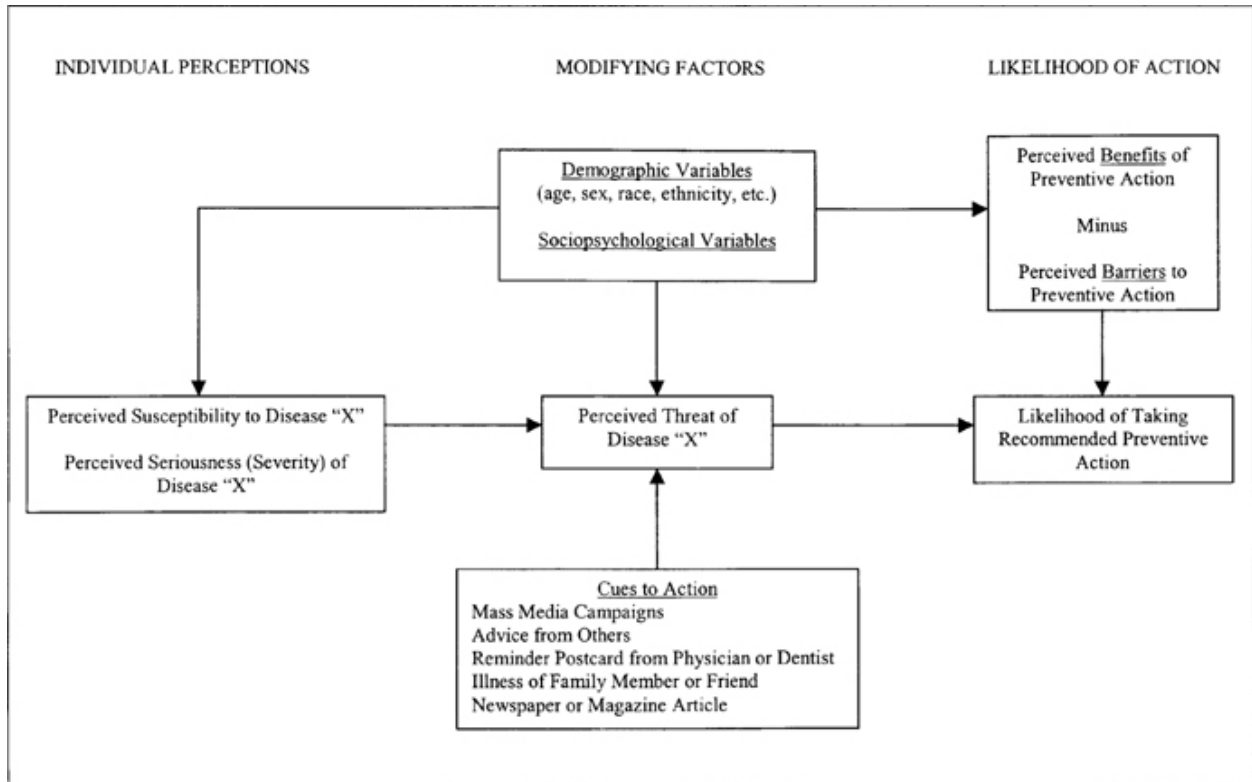 INDIVIDUAL PERCEPTIONS
MODIFYING FACTORS
LIKELIHOOD OF ACTION
Demographic Variables
(age, sex, race, ethnicity, etc.)
Sociopsychological Variables
Perceived Benefits of
Preventive Action
Minus
Perceived Barriers to
Preventive Action
Perceived Susceptibility to Disease “X”
Perceived Seriousness (Severity) of
Disease “X”
Perceived Threat of
Disease “X”
Likelihood of Taking
Recommended Preventive
Action
Cues to Action
Mass Media Campaigns
Advice from Others
Reminder Postcard from Physician or Dentist
Illness of Family Member or Friend
Newspaper or Magazine Article